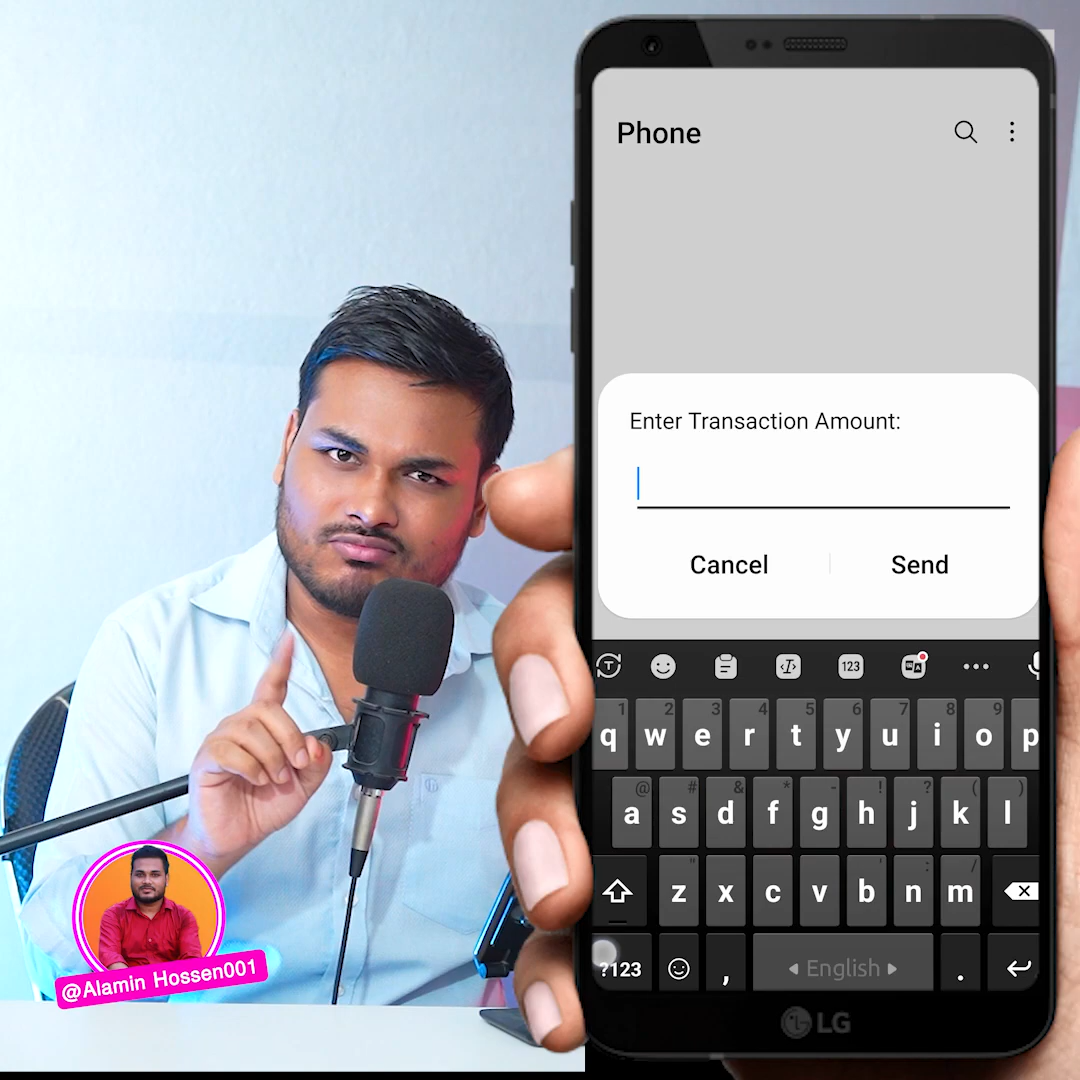 Phone
Enter Transaction Amount:
Cancel
Send
123
1 2 3 4 5 6 7 8 9
q w e r t y u i o p
@ # & * - ! ? ( )
a s d f g h j k l
" ' : /
z x c v b n m
?123 , English .
LG
@Alamin Hossen001